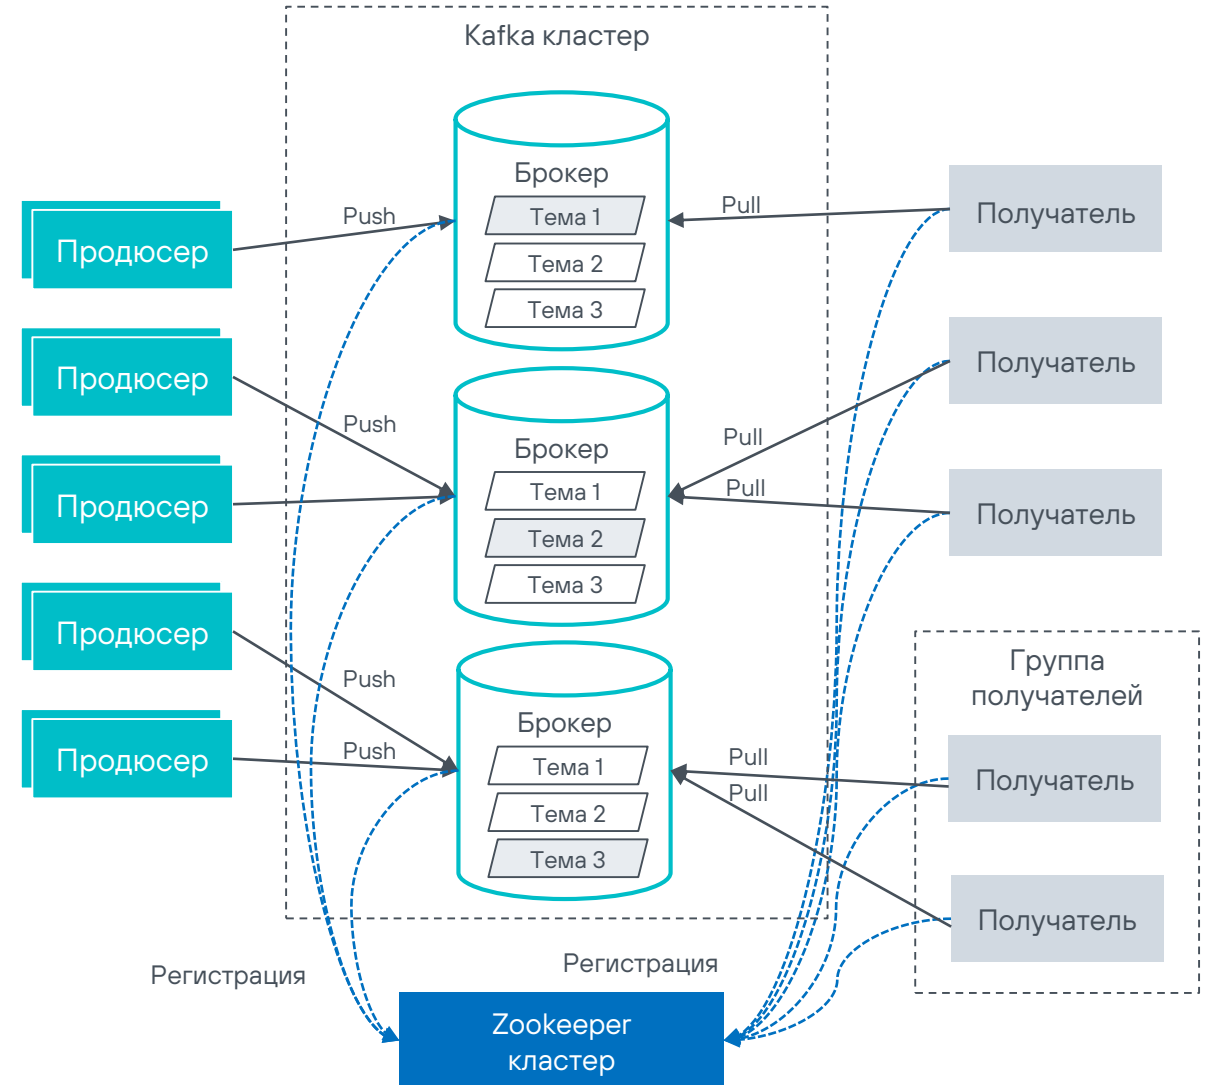 Kafka кластер
Брокер
Push
Тема 1
Pull
Получатель
Продюсер
Тема 2
Тема 3
Получатель
Продюсер
Push
Pull
Брокер
Pull
Тема 1
Получатель
Продюсер
Тема 2
Тема 3
Продюсер
Группа
получателей
Push
Брокер
Push
Pull
Продюсер
Тема 1
Получатель
Pull
Тема 2
Тема 3
Получатель
Регистрация
Регистрация
Zookeeper
кластер